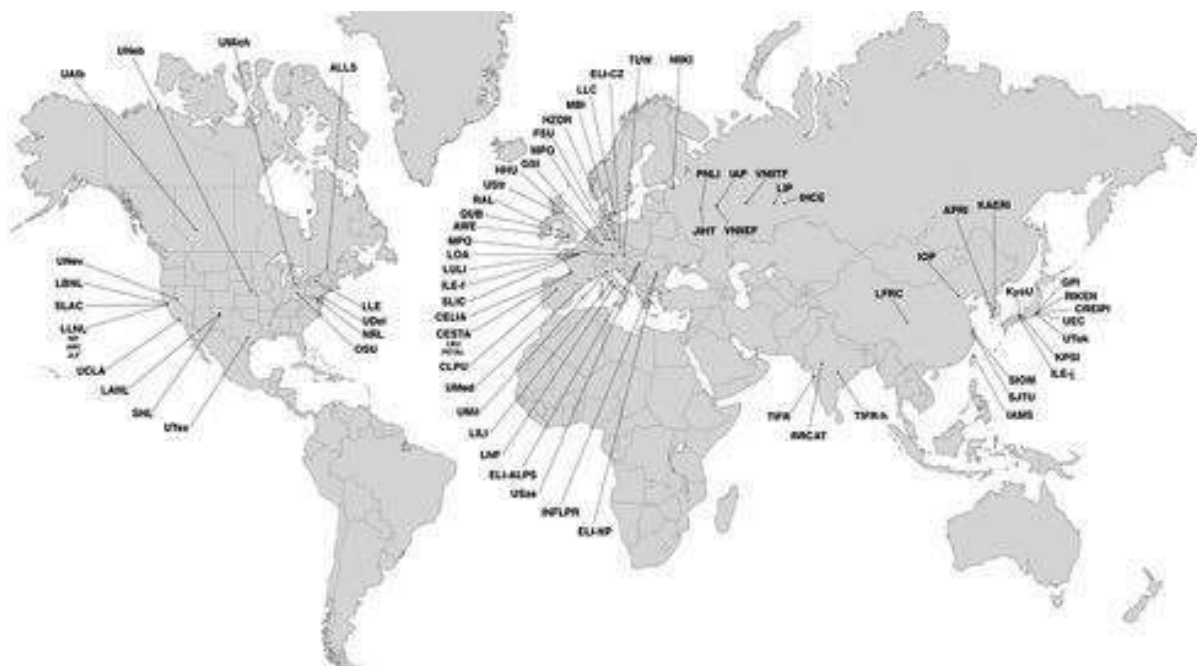 UMich
UNeb
ALLS
UAlb
TUW
NIIKI
ELI-CZ
LLC
MBI
HZDR
FSU
MPQ
GSI
HHU
UStr
RAL
QUB
AWE
MPQ
LOA
LULI
ILE-f
SLIC
CELIA
CESTA
CLPU
UMad
UMil
LILI
LNF
ELI-ALPS
USze
INFLPR
ELI-NP
PNLI
IAP
VNIITF
LIP
IHCE
JIHT
VNIIEF
APRI
KAERI
IOP
LFRC
KyoU
GPI
RIKEN
CREIPI
UEC
UTok
KPSI
ILE-j
SIOM
SJTU
IAMS
TIFR
TIFR-h
RRCAT
UNev
LBNL
SLAC
LLNL
UCLA
LANL
SNL
UTex
LLE
UDel
NRL
OSU